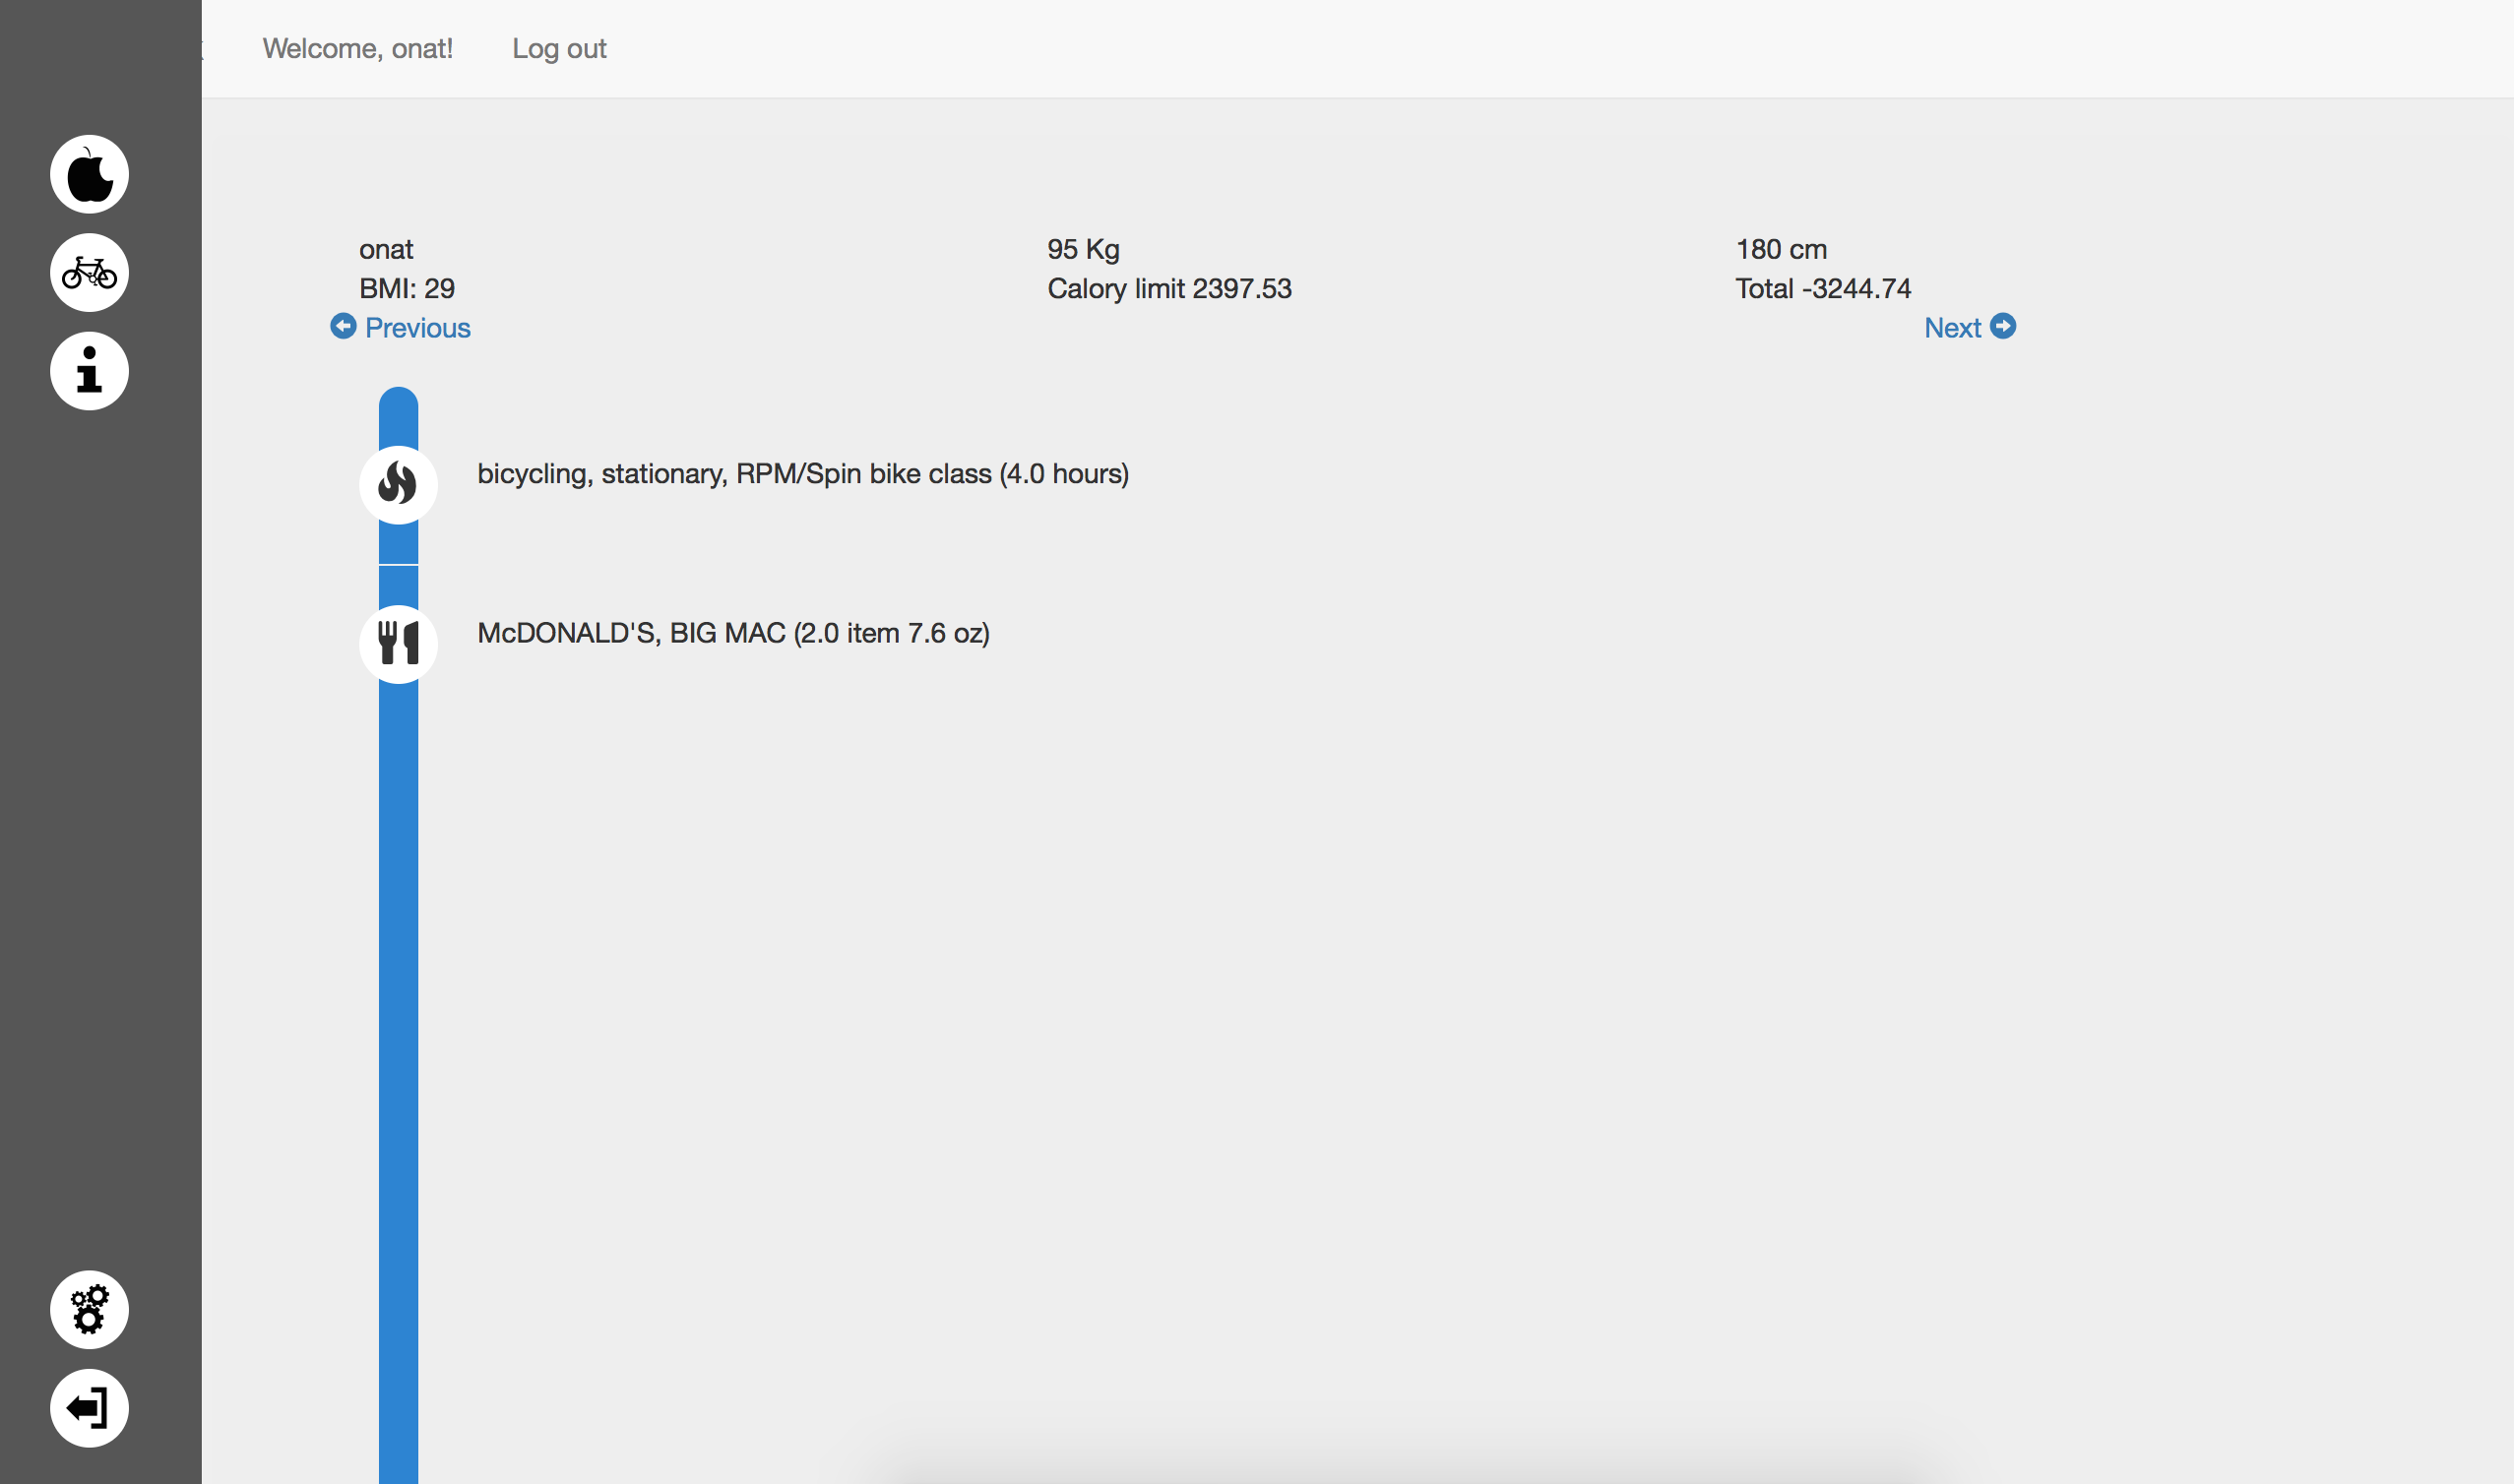 Welcome, onat! Log out
onat 95 Kg 180 cm
BMI: 29 Calory limit 2397.53 Total -3244.74
Previous Next
bicycling, stationary, RPM/Spin bike class (4.0 hours)
McDONALD'S, BIG MAC (2.0 item 7.6 oz)